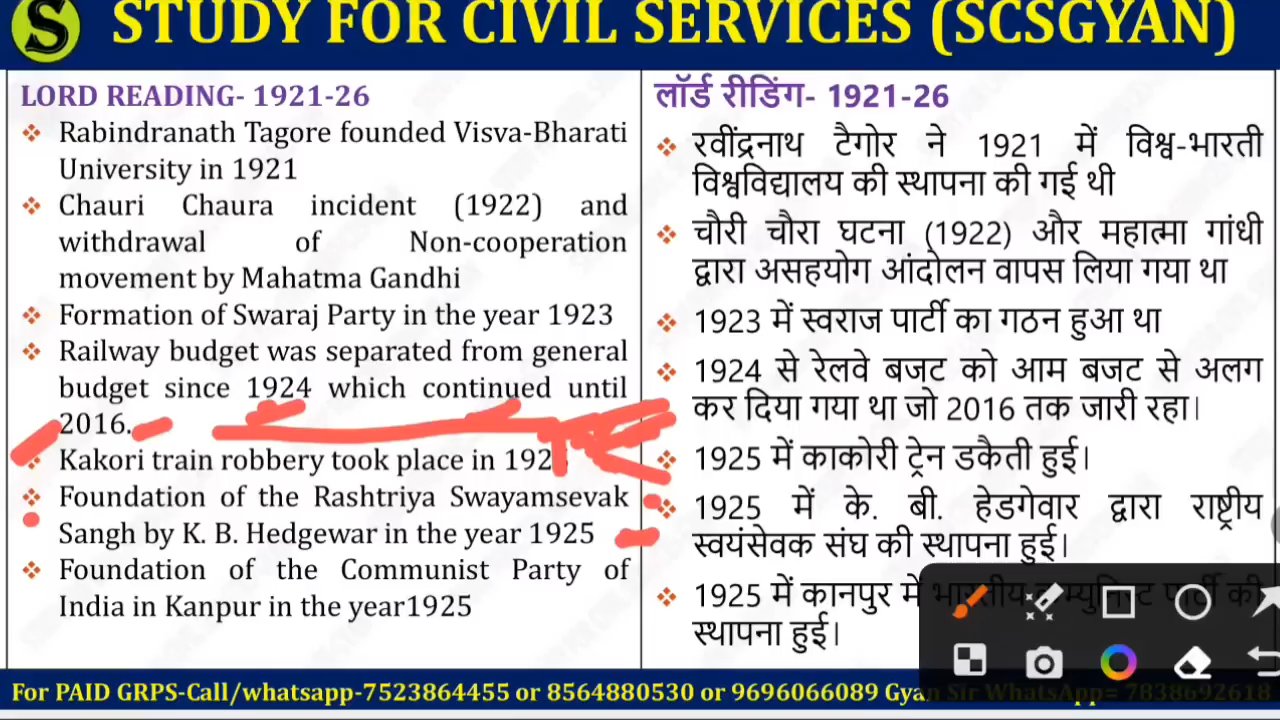 S STUDY FOR CIVIL SERVICES (SCSGYAN)
LORD READING- 1921-26
Rabindranath Tagore founded Visva-Bharati
University in 1921
Chauri Chaura incident (1922) and
withdrawal of Non-cooperation
movement by Mahatma Gandhi
Formation of Swaraj Party in the year 1923
Railway budget was separated from general
budget since 1924 which continued until
2016.
Kakori train robbery took place in
Foundation of the Rashtriya Swayamsevak
Sangh by K. B. Hedgewar in the year 1925
Foundation of the Communist Party of
India in Kanpur in the year1925
लॉर्ड रीडिंग- 1921-26
रवींद्रनाथ टैगोर ने 1921 में विश्व-भारती
विश्वविद्यालय की स्थापना की गई थी
चौरी चौरा घटना (1922) और महात्मा गांधी
द्वारा असहयोग आंदोलन वापस लिया गया था
1923 में स्वराज पार्टी का गठन हुआ था
1924 से रेलवे बजट को आम बजट से अलग
कर दिया गया था जो 2016 तक जारी रहा।
1925 में काकोरी ट्रेन डकैती हुई।
1925 में के. बी. हेडगेवार द्वारा राष्ट्रीय
स्वयंसेवक संघ की स्थापना हुई।
1925 में कानपुर में भारतीय कम्युनिस्ट पार्टी की
स्थापना हुई।
For PAID GRPS-Call/whatsapp-7523864455 or 8564880530 or 9696066089 Gyan Sir WhatsApp= 7838692618